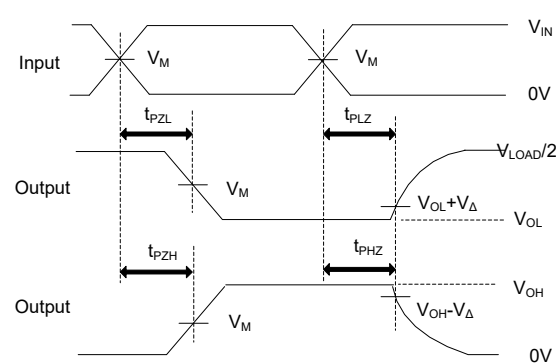 V_IN
Input V_M V_M
0V
t_PZL t_PLZ
V_LOAD/2
Output V_M V_OL+V_Δ
V_OL
t_PZH t_PHZ
V_OH
Output V_M V_OH-V_Δ
0V